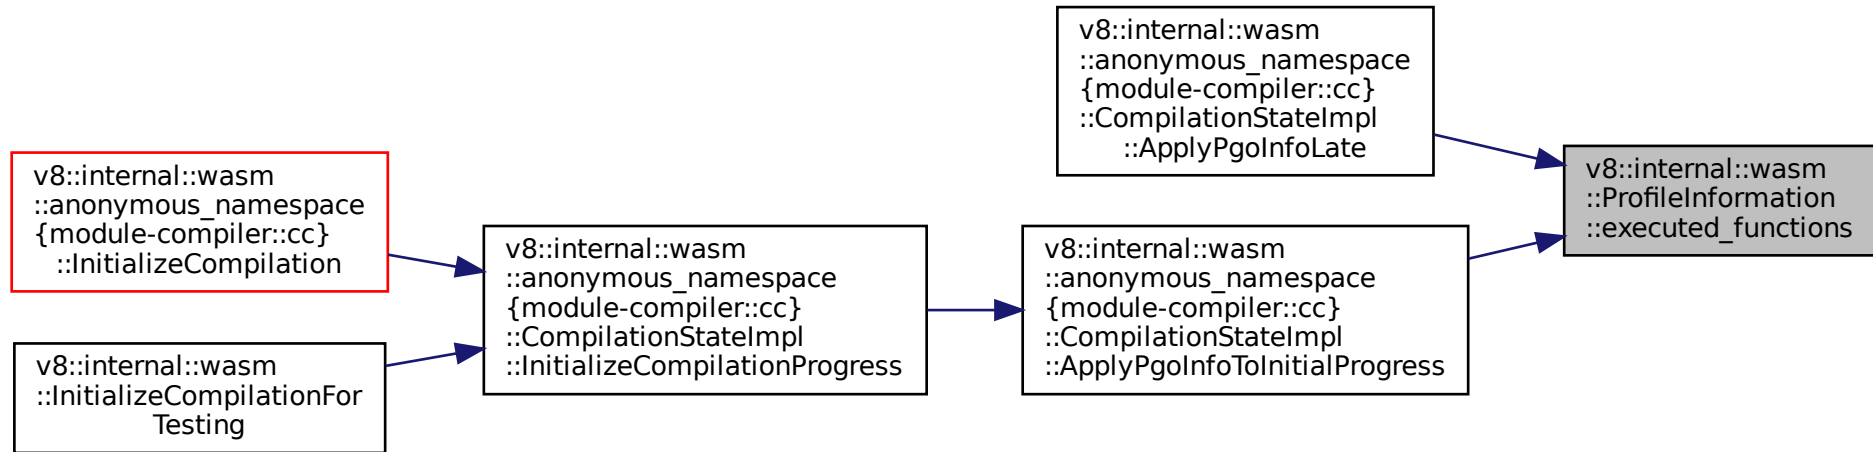 v8::internal::wasm
::anonymous_namespace
{module-compiler::cc}
::CompilationStateImpl
::ApplyPgoInfoLate
v8::internal::wasm
::ProfileInformation
::executed_functions
v8::internal::wasm
::anonymous_namespace
{module-compiler::cc}
::InitializeCompilation
v8::internal::wasm
::anonymous_namespace
{module-compiler::cc}
::CompilationStateImpl
::InitializeCompilationProgress
v8::internal::wasm
::anonymous_namespace
{module-compiler::cc}
::CompilationStateImpl
::ApplyPgoInfoToInitialProgress
v8::internal::wasm
::InitializeCompilationFor
Testing